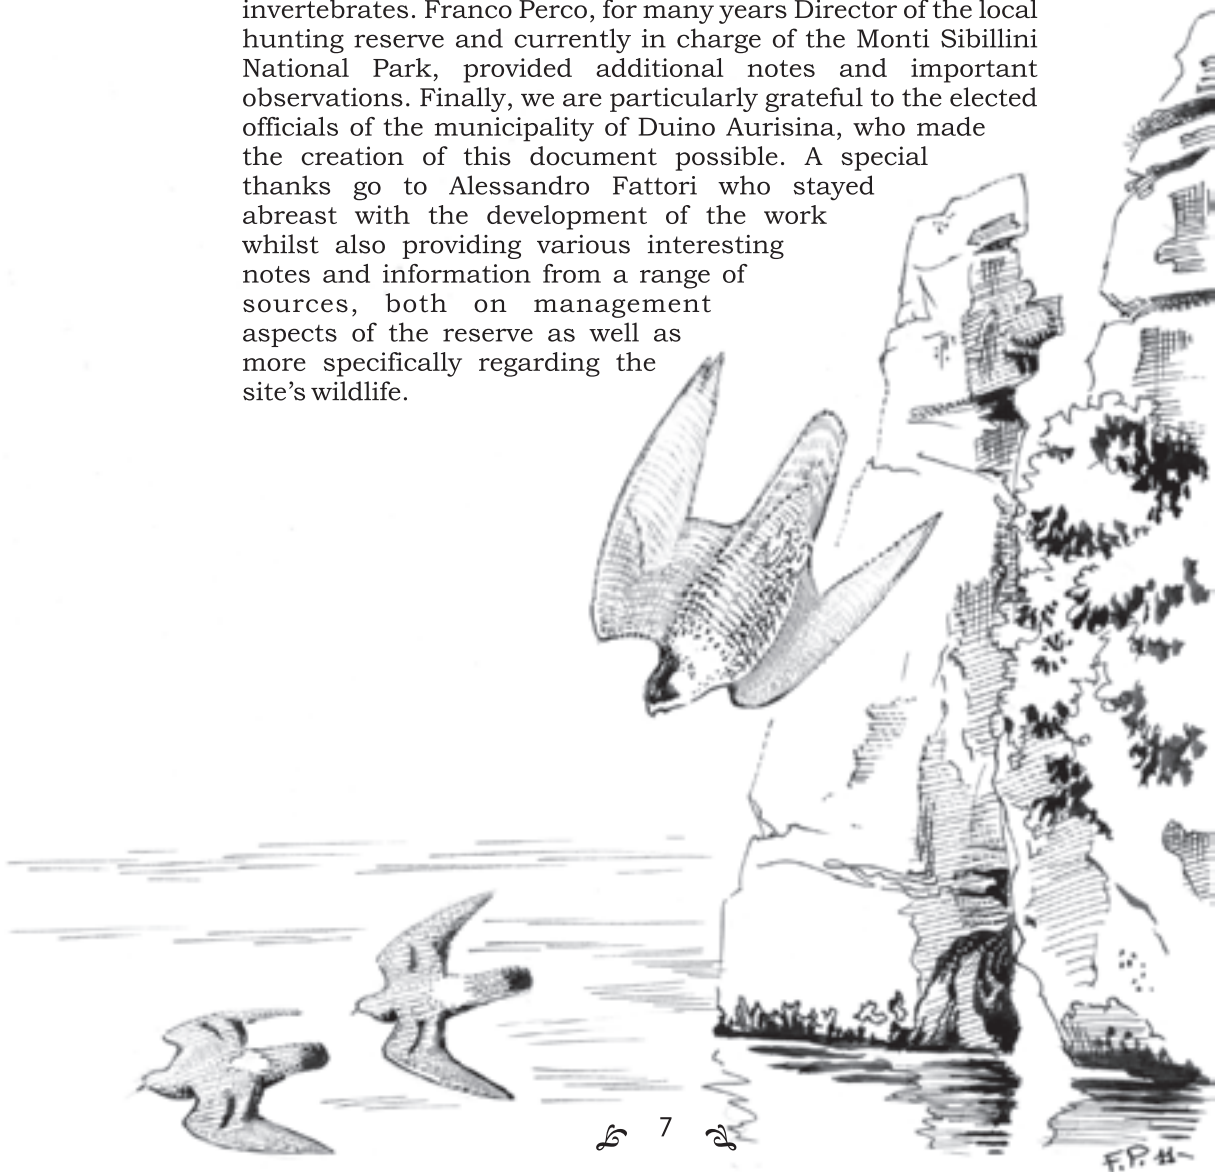 invertebrates. Franco Perco, for many years Director of the local
hunting reserve and currently in charge of the Monti Sibillini
National Park, provided additional notes and important
observations. Finally, we are particularly grateful to the elected
officials of the municipality of Duino Aurisina, who made
the creation of this document possible. A special
thanks go to Alessandro Fattori who stayed
abreast with the development of the work
whilst also providing various interesting
notes and information from a range of
sources, both on management
aspects of the reserve as well as
more specifically regarding the
site's wildlife.
7
F.P.